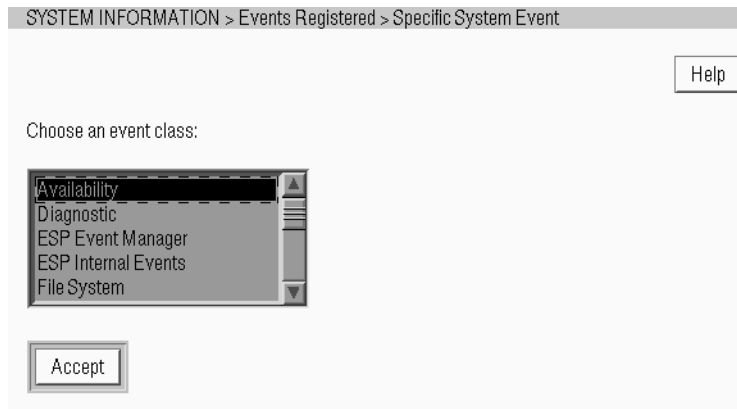 SYSTEM INFORMATION > Events Registered > Specific System Event
Help
Choose an event class:
Availability
Diagnostic
ESP Event Manager
ESP Internal Events
File System
Accept